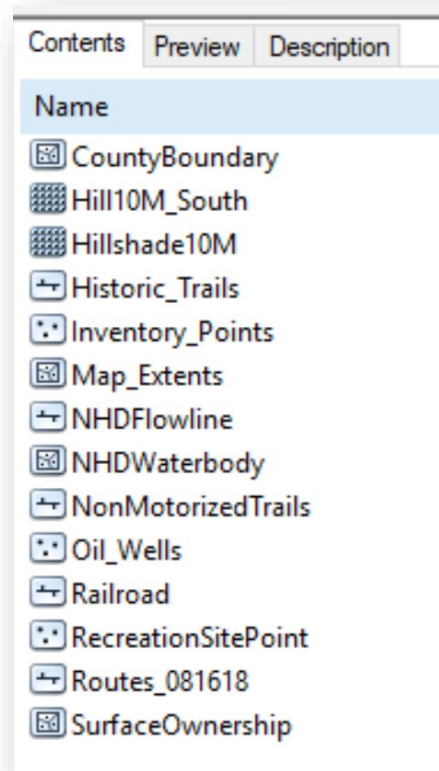 Contents Preview Description
Name
CountyBoundary
Hill10M_South
Hillshade10M
Historic_Trails
Inventory_Points
Map_Extents
NHDFlowline
NHDWaterbody
NonMotorizedTrails
Oil_Wells
Railroad
RecreationSitePoint
Routes_081618
SurfaceOwnership